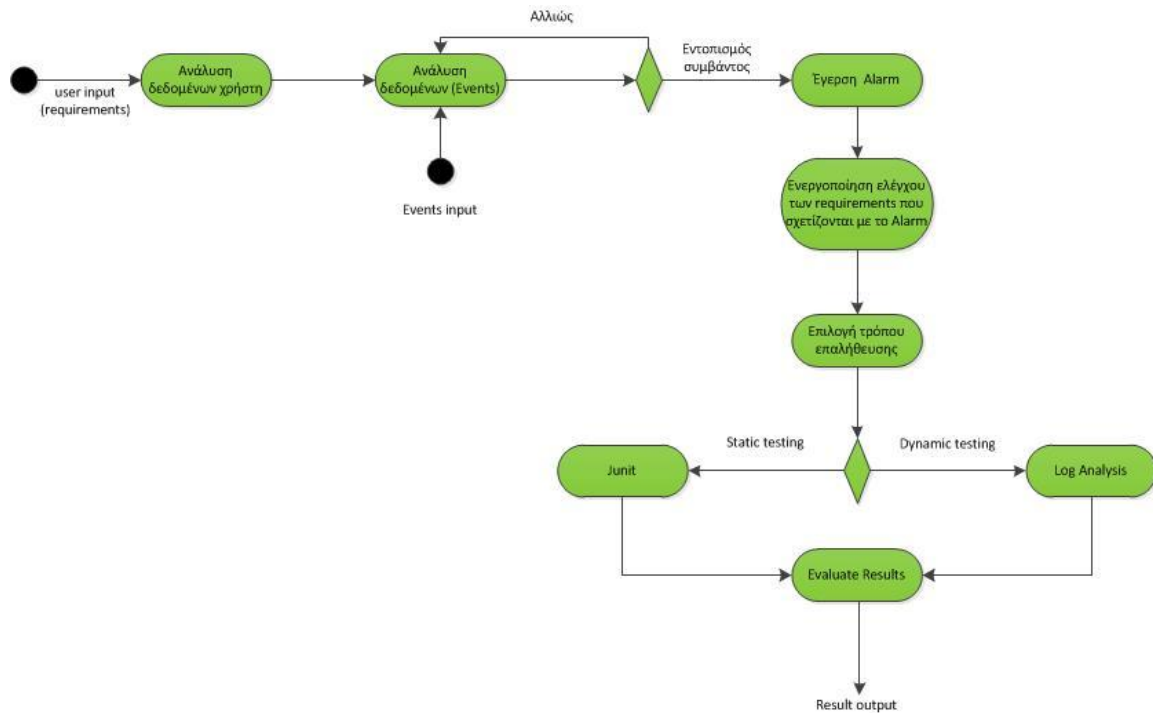 Αλλιώς
Εντοπισμός
συμβάντος
user input
(requirements)
Ανάλυση
δεδομένων χρήστη
Ανάλυση
δεδομένων (Events)
Έγερση Alarm
Events input
Ένεργοποίηση ελέγχου
των requirements που
σχετίζονται με το Alarm
Επιλογή τρόπου
επαλήθευσης
Static testing
Dynamic testing
Junit
Log Analysis
Evaluate Results
Result output